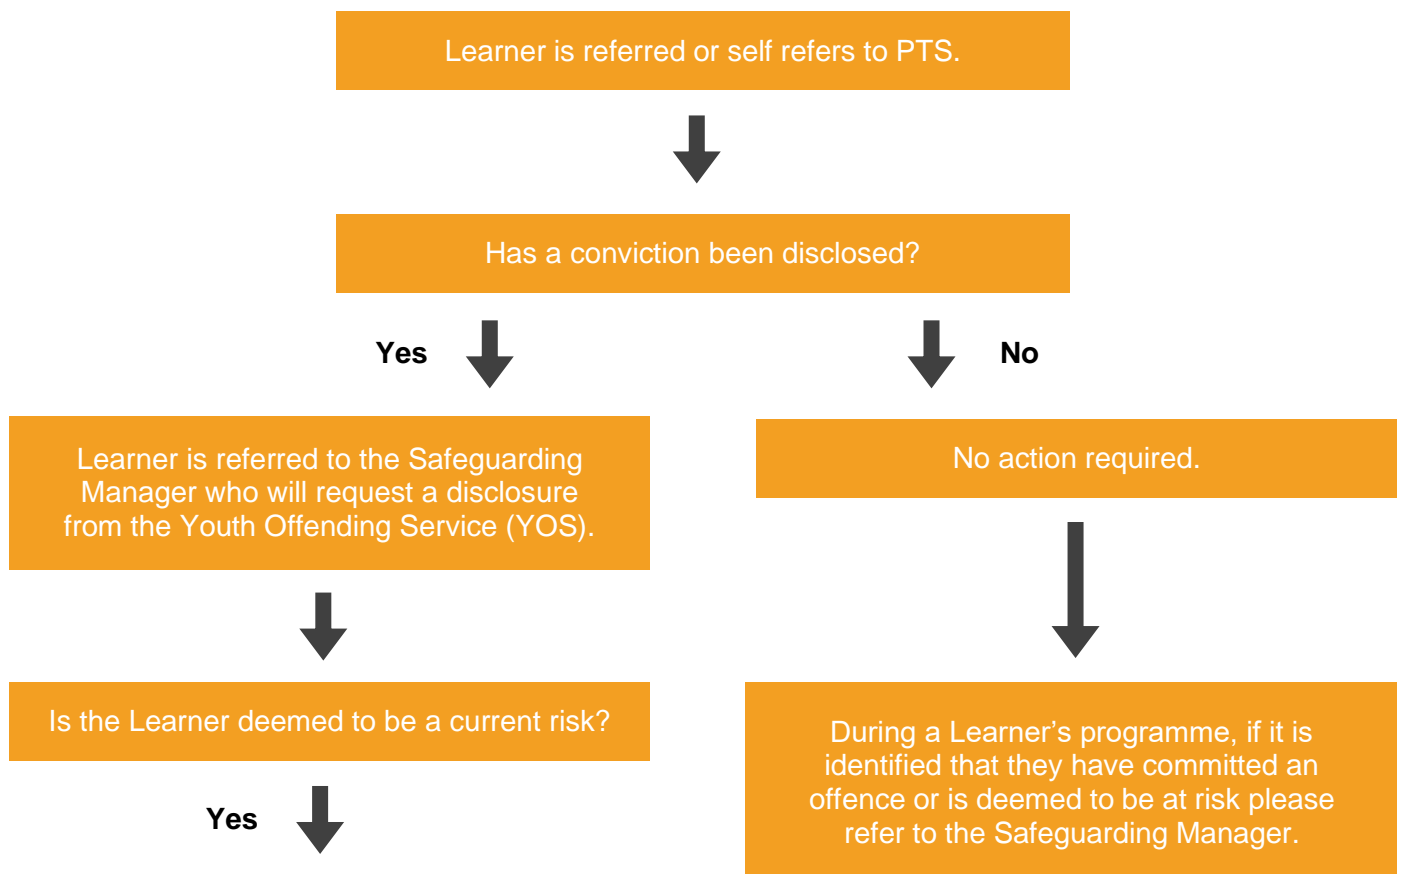 Learner is referred or self refers to PTS.
Has a conviction been disclosed?
Yes
No
Learner is referred to the Safeguarding
Manager who will request a disclosure
from the Youth Offending Service (YOS).
No action required.
Is the Learner deemed to be a current risk?
During a Learner’s programme, if it is
identified that they have committed an
offence or is deemed to be at risk please
refer to the Safeguarding Manager.
Yes